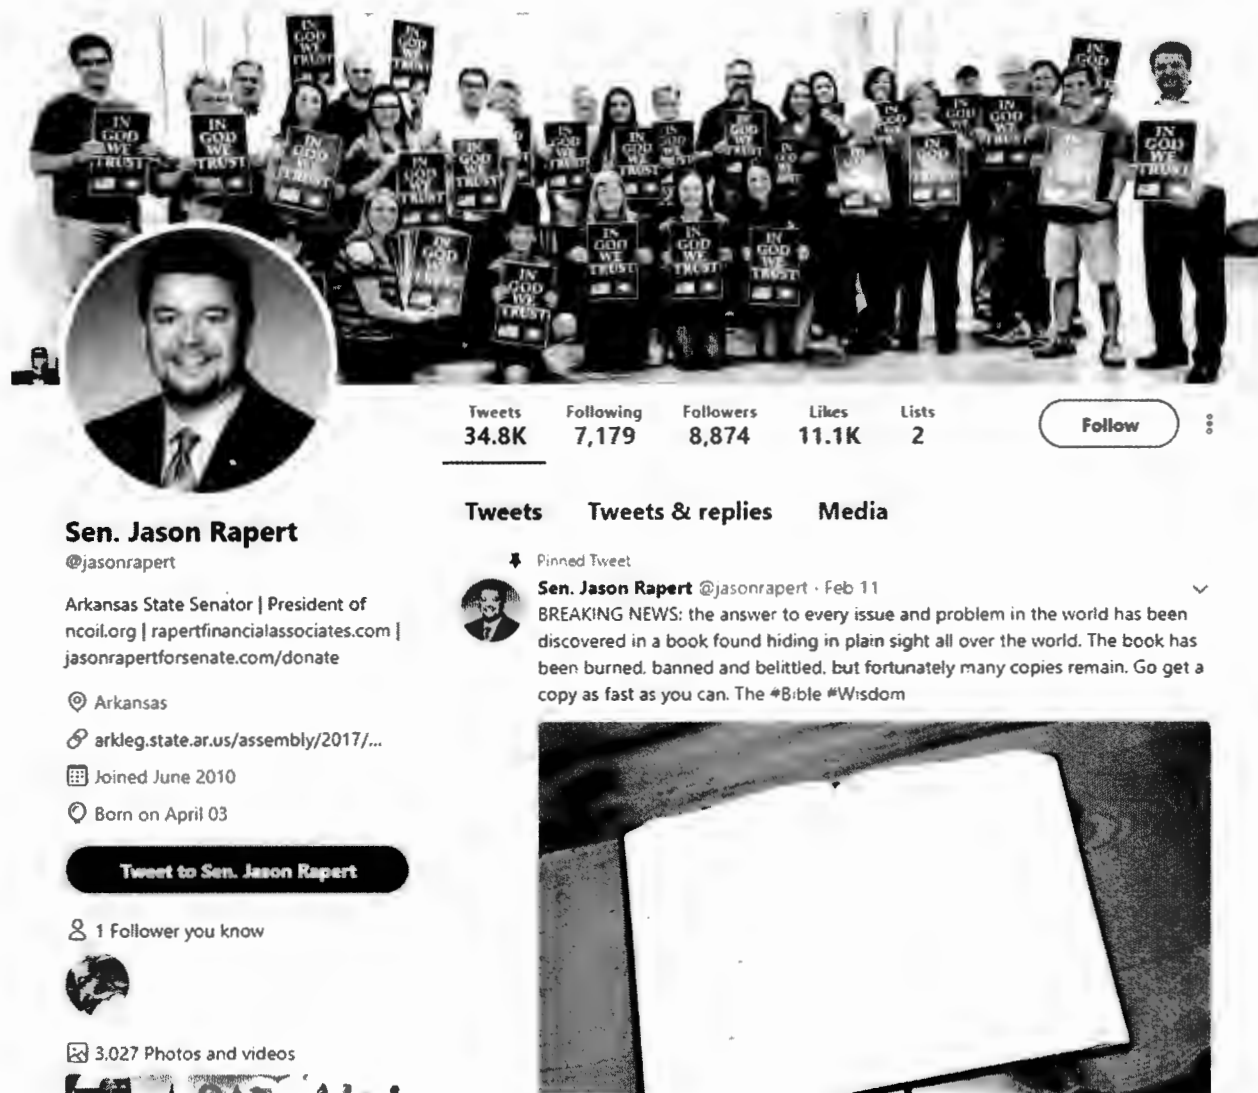 IN GOD WE TRUST
Tweets Following Followers Likes Lists
34.8K 7,179 8,874 11.1K 2
Follow
Tweets Tweets & replies Media
Sen. Jason Rapert
@jasonrapert
Arkansas State Senator | President of
ncoil.org | rapertfinancialassociates.com |
jasonrapertforsenate.com/donate
Arkansas
arkleg.state.ar.us/assembly/2017/...
Joined June 2010
Born on April 03
Tweet to Sen. Jason Rapert
1 Follower you know
3,027 Photos and videos
Pinned Tweet
Sen. Jason Rapert @jasonrapert · Feb 11
BREAKING NEWS: the answer to every issue and problem in the world has been
discovered in a book found hiding in plain sight all over the world. The book has
been burned, banned and belittled, but fortunately many copies remain. Go get a
copy as fast as you can. The #Bible #Wisdom